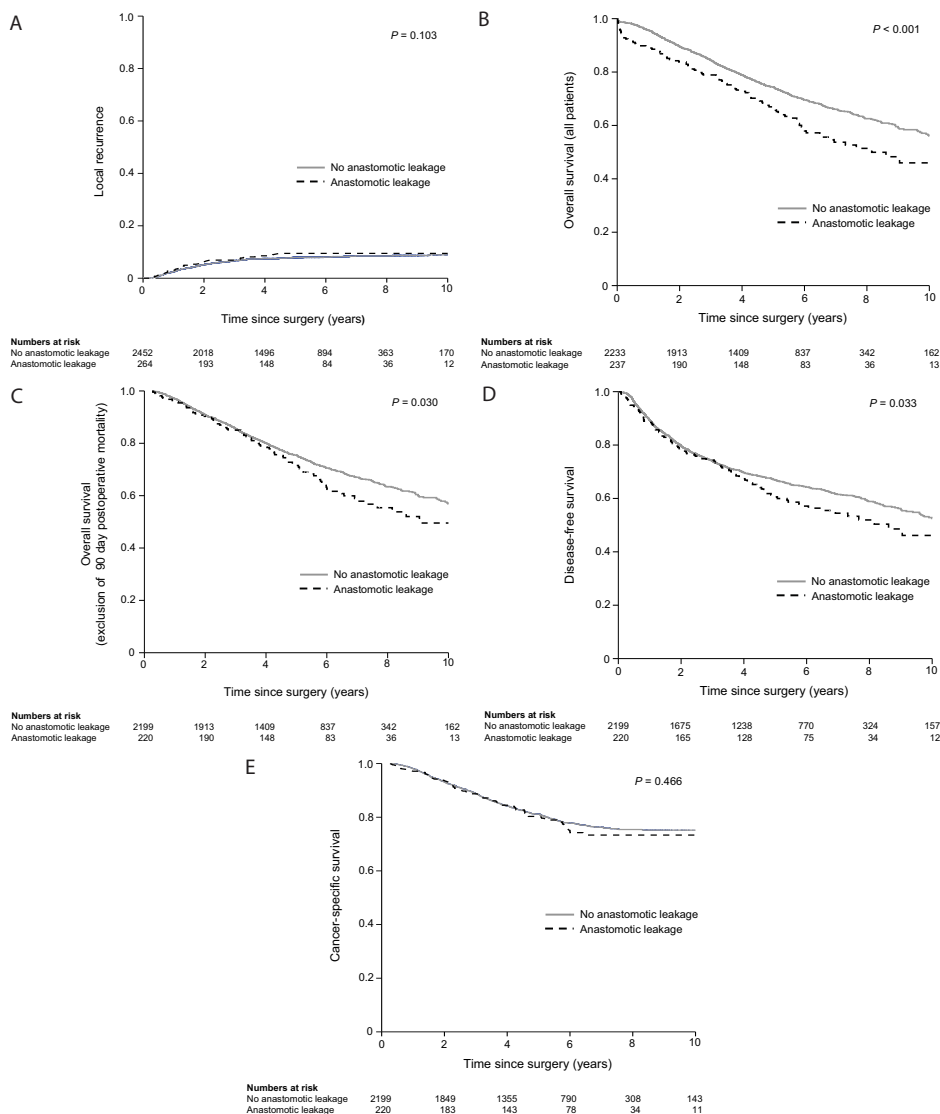 A
P = 0.103
1.0
0.8
0.6
0.4
0.2
0
Local recurrence
No anastomotic leakage
Anastomotic leakage
0 2 4 6 8 10
Time since surgery (years)
Numbers at risk
No anastomotic leakage 2452 2018 1496 894 363 170
Anastomotic leakage 264 193 148 84 36 12
B
P < 0.001
1.0
0.8
0.6
0.4
0.2
0
Overall survival (all patients)
No anastomotic leakage
Anastomotic leakage
0 2 4 6 8 10
Time since surgery (years)
Numbers at risk
No anastomotic leakage 2233 1913 1409 837 342 162
Anastomotic leakage 237 190 148 83 36 13
C
P = 0.030
1.0
0.8
0.6
0.4
0.2
0
Overall survival
(exclusion of 90 day postoperative mortality)
No anastomotic leakage
Anastomotic leakage
0 2 4 6 8 10
Time since surgery (years)
Numbers at risk
No anastomotic leakage 2199 1913 1409 837 342 162
Anastomotic leakage 220 190 148 83 36 13
D
P = 0.033
1.0
0.8
0.6
0.4
0.2
0
Disease-free survival
No anastomotic leakage
Anastomotic leakage
0 2 4 6 8 10
Time since surgery (years)
Numbers at risk
No anastomotic leakage 2199 1675 1238 770 324 157
Anastomotic leakage 220 165 128 75 34 12
E
P = 0.466
1.0
0.8
0.6
0.4
0.2
0
Cancer-specific survival
No anastomotic leakage
Anastomotic leakage
0 2 4 6 8 10
Time since surgery (years)
Numbers at risk
No anastomotic leakage 2199 1849 1355 790 308 143
Anastomotic leakage 220 183 143 78 34 11